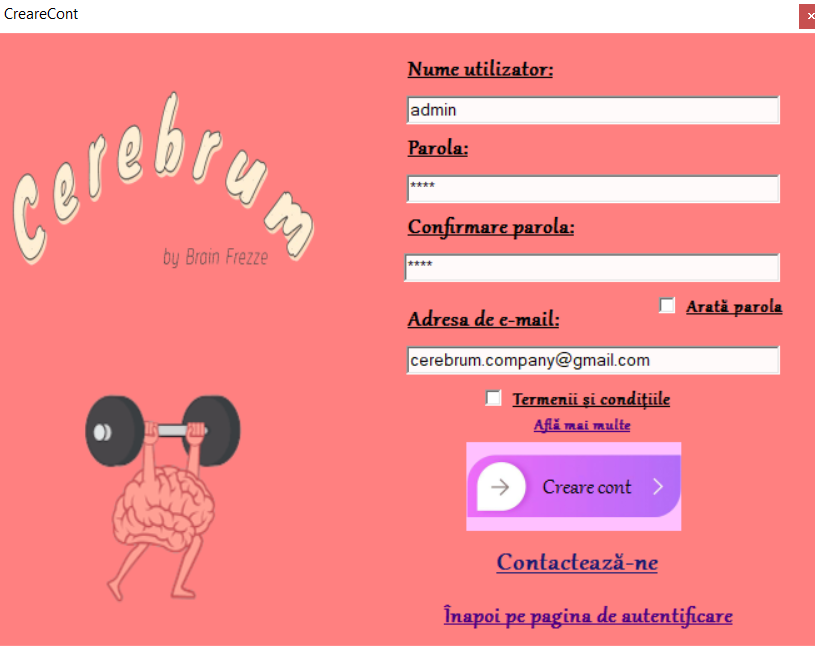 CreareCont
Cerebrum
by Brain Frezze
Nume utilizator:
admin
Parola:
****
Confirmare parola:
****
Arată parola
Adresa de e-mail:
cerebrum.company@gmail.com
Termenii și condițiile
Află mai multe
Creare cont
Contactează-ne
Înapoi pe pagina de autentificare